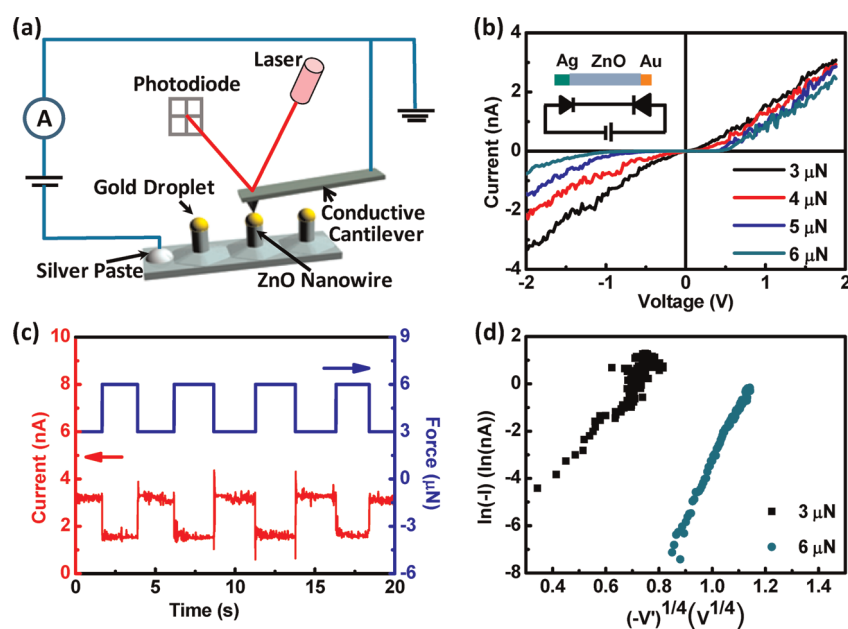 (a)
Laser
Photodiode
A
Gold Droplet
Conductive
Cantilever
Silver Paste
ZnO Nanowire
(b)
Current (nA)
4
2
0
-2
-4
Ag ZnO Au
3 μN
4 μN
5 μN
6 μN
-2 -1 0 1 2
Voltage (V)
(c)
Current (nA)
10
8
6
4
2
0
9
6
3
0
-3
-6
Force (μN)
0 5 10 15 20
Time (s)
(d)
ln(-I) (ln(nA))
2
0
-2
-4
-6
-8
3 μN
6 μN
0.4 0.6 0.8 1.0 1.2 1.4
(-V')^1/4 (V^1/4)